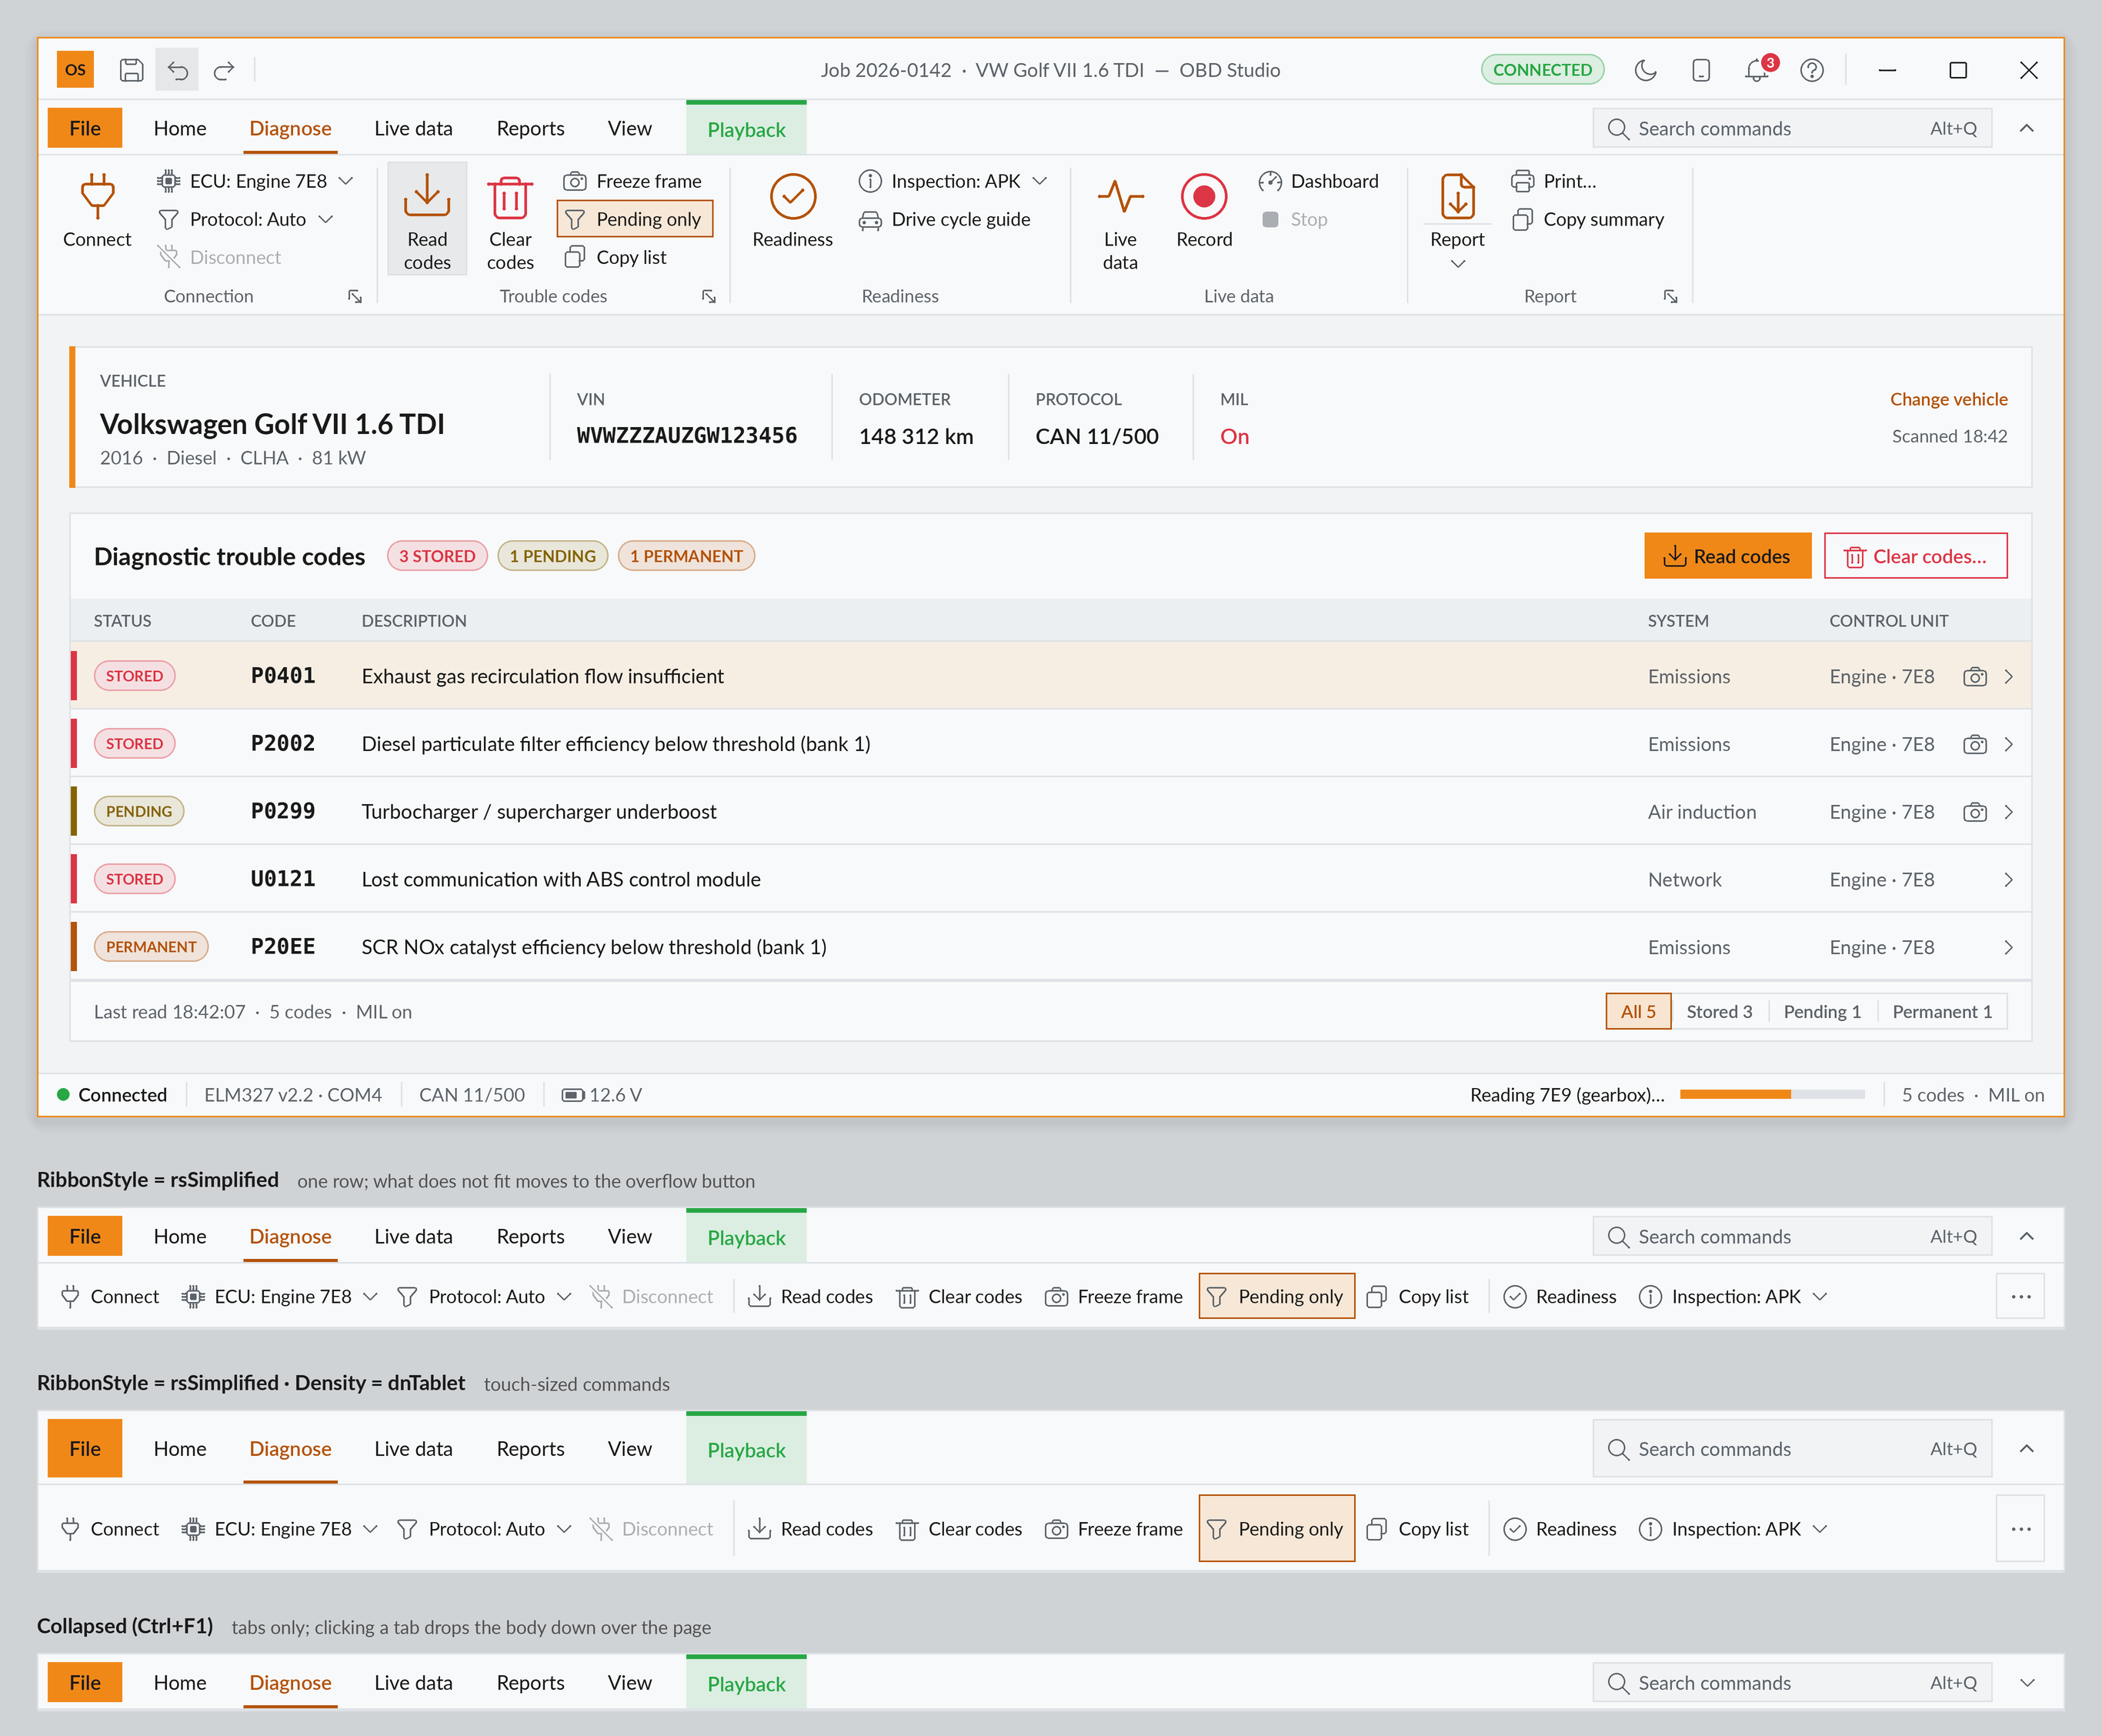 OS
Job 2026-0142 · VW Golf VII 1.6 TDI — OBD Studio
CONNECTED
3
File Home Diagnose Live data Reports View Playback
Search commands Alt+Q
Connect
ECU: Engine 7E8
Protocol: Auto
Disconnect
Connection
Read codes
Clear codes
Freeze frame
Pending only
Copy list
Trouble codes
Readiness
Inspection: APK
Drive cycle guide
Readiness
Live data
Record
Dashboard
Stop
Live data
Report
Print...
Copy summary
Report
VEHICLE
Volkswagen Golf VII 1.6 TDI
2016 · Diesel · CLHA · 81 kW
VIN
WVWZZZAUZGW123456
ODOMETER
148 312 km
PROTOCOL
CAN 11/500
MIL
On
Change vehicle
Scanned 18:42
Diagnostic trouble codes 3 STORED 1 PENDING 1 PERMANENT Read codes Clear codes...
STATUS CODE DESCRIPTION SYSTEM CONTROL UNIT
STORED P0401 Exhaust gas recirculation flow insufficient Emissions Engine · 7E8
STORED P2002 Diesel particulate filter efficiency below threshold (bank 1) Emissions Engine · 7E8
PENDING P0299 Turbocharger / supercharger underboost Air induction Engine · 7E8
STORED U0121 Lost communication with ABS control module Network Engine · 7E8
PERMANENT P20EE SCR NOx catalyst efficiency below threshold (bank 1) Emissions Engine · 7E8
Last read 18:42:07 · 5 codes · MIL on All 5 Stored 3 Pending 1 Permanent 1
Connected ELM327 v2.2 · COM4 CAN 11/500 12.6 V Reading 7E9 (gearbox)... 5 codes · MIL on
RibbonStyle = rsSimplified one row; what does not fit moves to the overflow button
File Home Diagnose Live data Reports View Playback Search commands Alt+Q
Connect ECU: Engine 7E8 Protocol: Auto Disconnect Read codes Clear codes Freeze frame Pending only Copy list Readiness Inspection: APK
RibbonStyle = rsSimplified · Density = dnTablet touch-sized commands
File Home Diagnose Live data Reports View Playback Search commands Alt+Q
Connect ECU: Engine 7E8 Protocol: Auto Disconnect Read codes Clear codes Freeze frame Pending only Copy list Readiness Inspection: APK
Collapsed (Ctrl+F1) tabs only; clicking a tab drops the body down over the page
File Home Diagnose Live data Reports View Playback Search commands Alt+Q